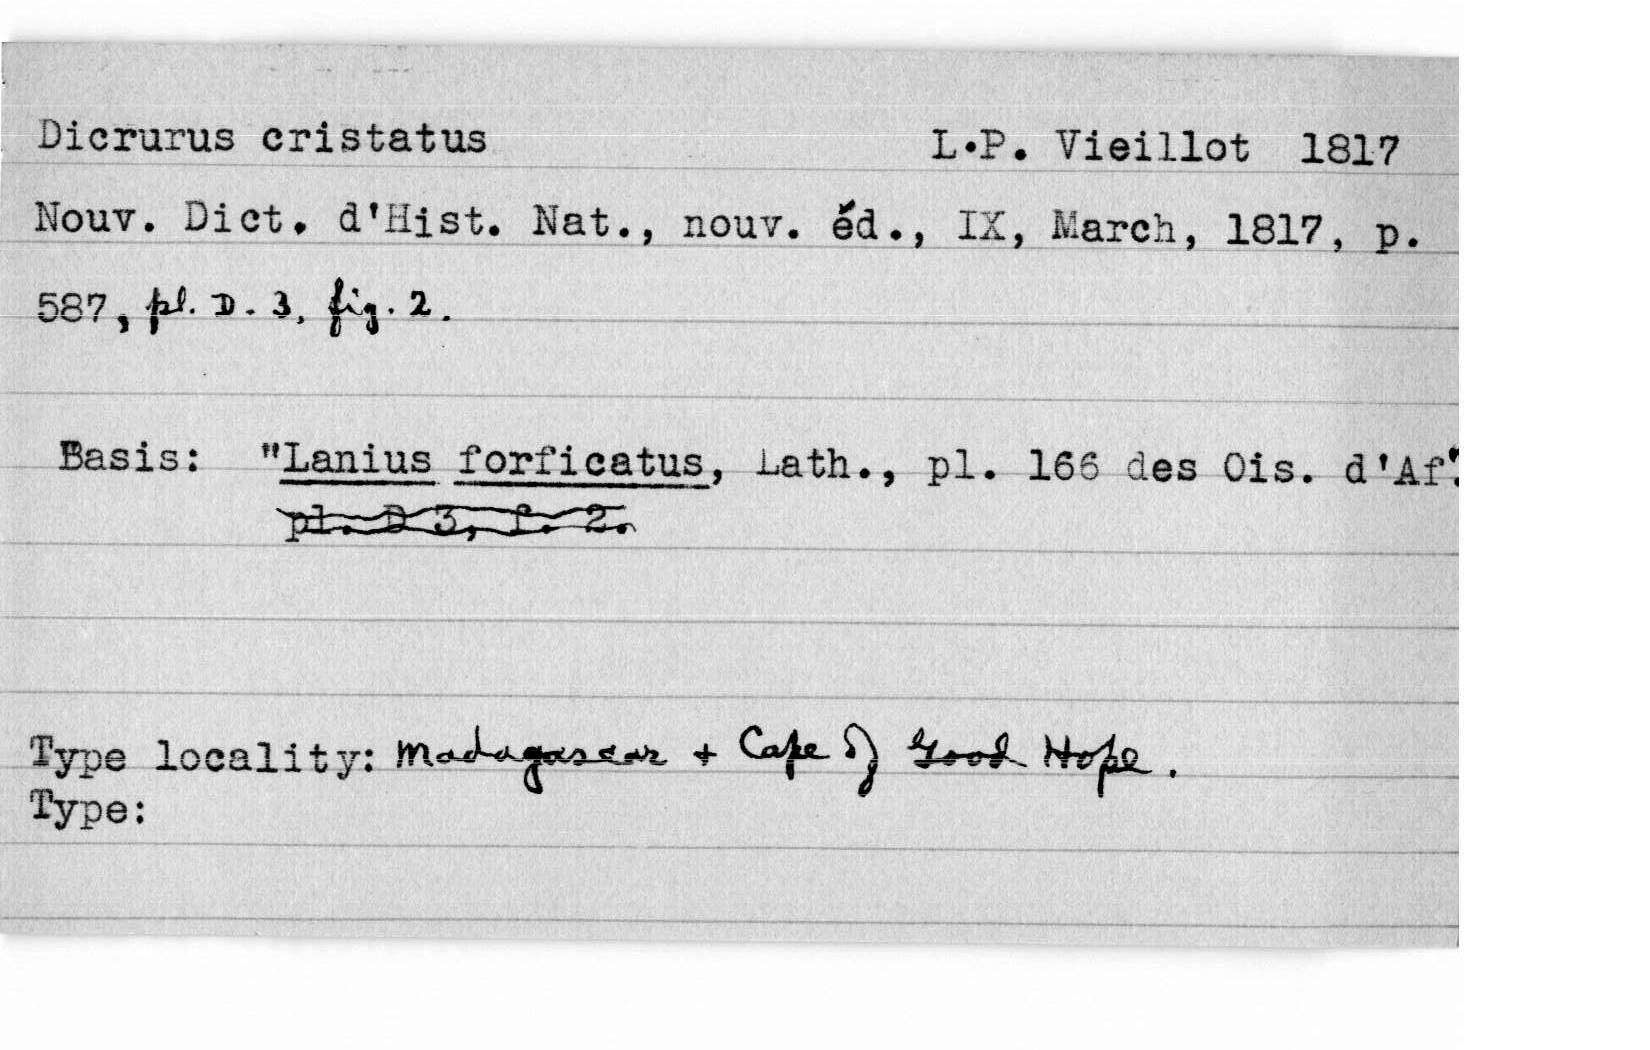 Dicrurus cristatus L.P. Vieillot 1817
Nouv. Dict. d'Hist. Nat., nouv. éd., IX, March, 1817, p.
587, pl. D. 3, fig. 2.
Basis: "Lanius forficatus, Lath., pl. 166 des Ois. d'Af."
pl. D 3, f. 2.
Type locality: Madagascar + Cape of Good Hope.
Type: